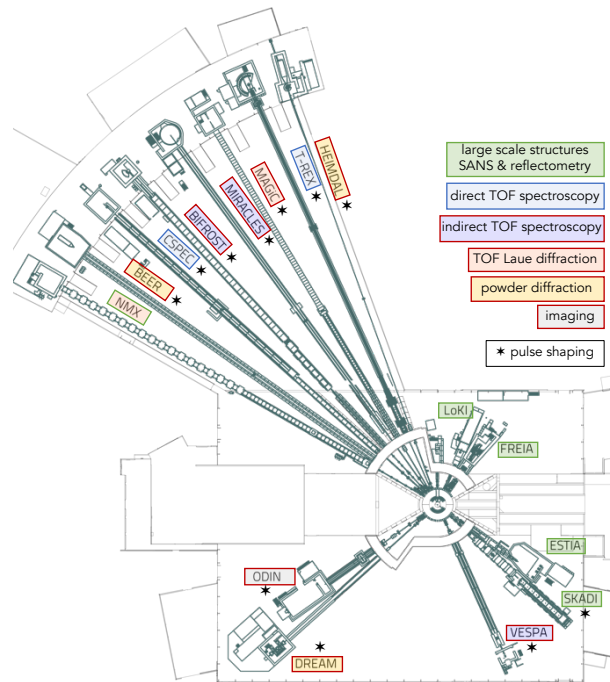 HEIMDAL
T-REX
MAGiC
MIRACLES
BIFROST
CSPEC
BEER
NMX
large scale structures
SANS & reflectometry
direct TOF spectroscopy
indirect TOF spectroscopy
TOF Laue diffraction
powder diffraction
imaging
✶ pulse shaping
LoKI
FREIA
ESTIA
SKADI
VESPA
ODIN
DREAM